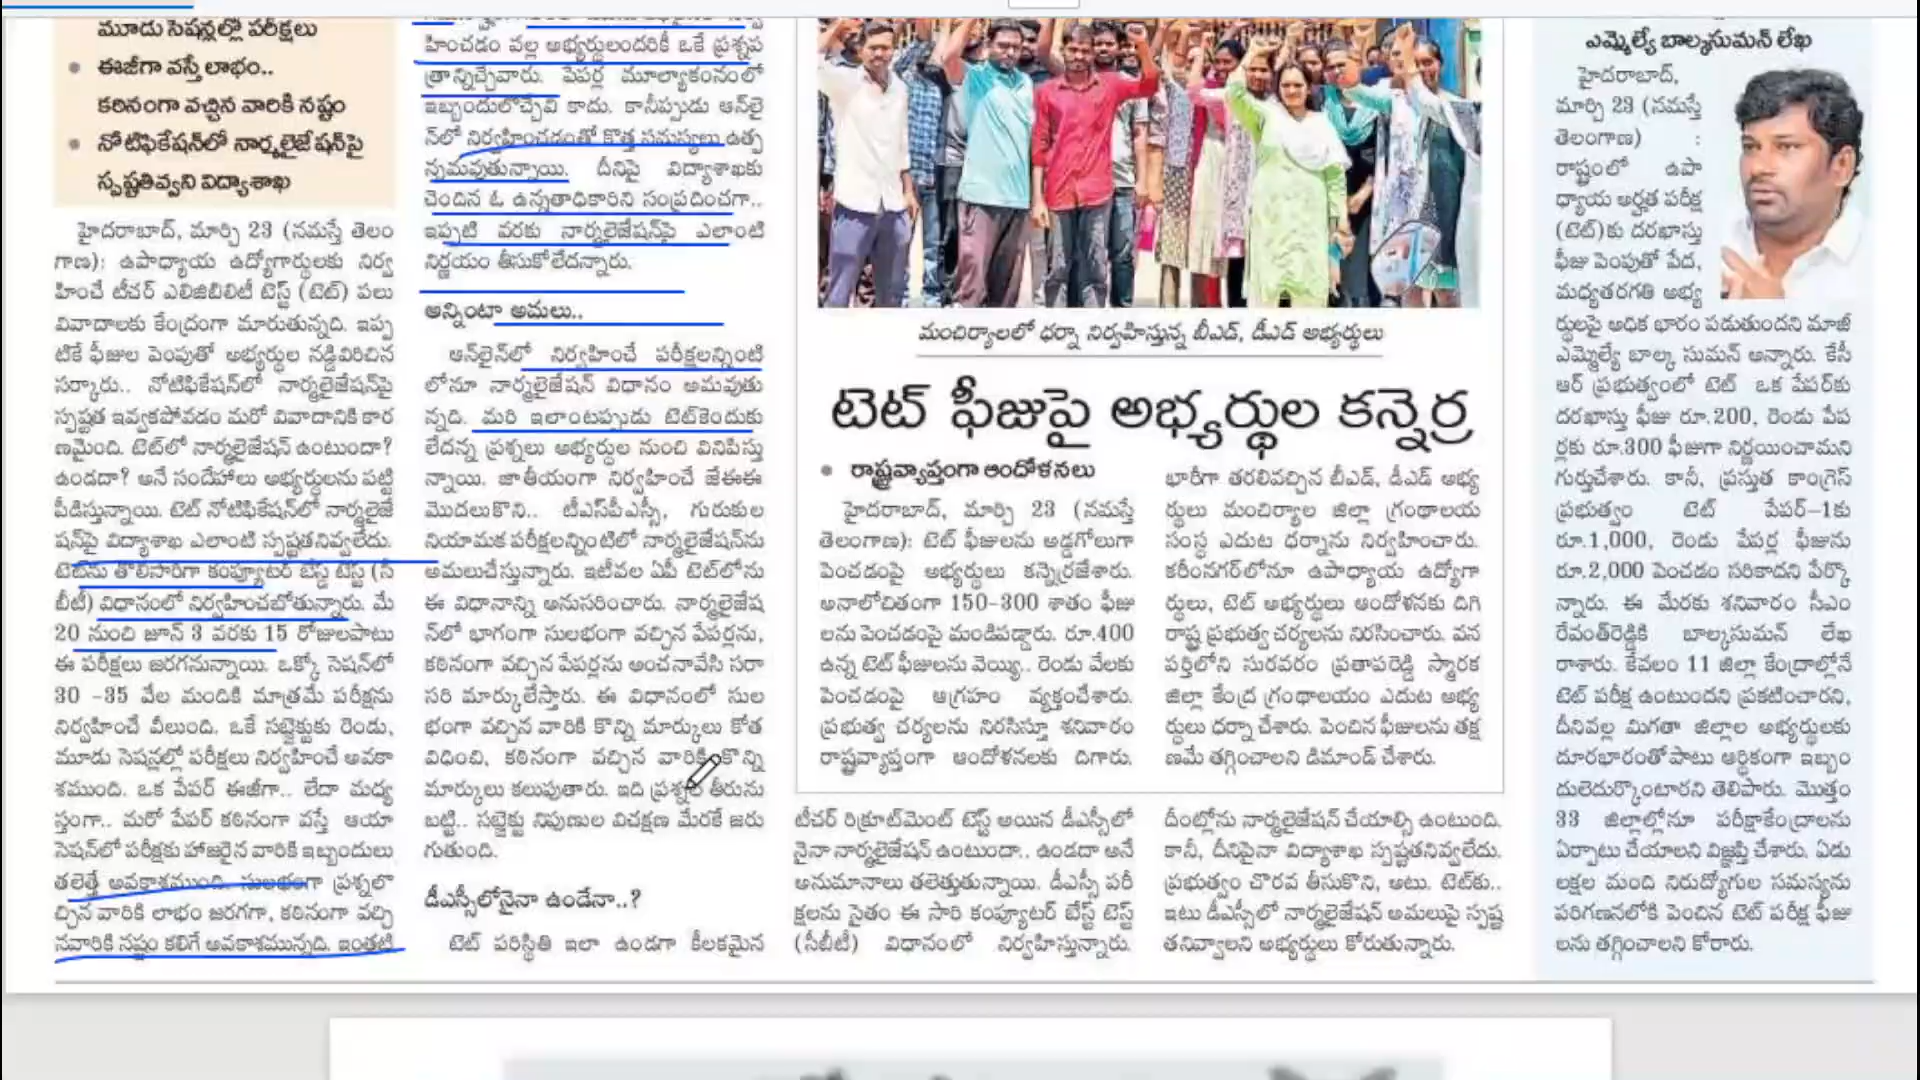 మూడు సెషన్లల్లో పరీక్షలు
ఈజీగా వస్తే లాభం..
కఠినంగా వచ్చిన వారికి నష్టం
నోటిఫికేషన్‌లో నార్మలైజేషన్‌పై
స్పష్టతివ్వని విద్యాశాఖ
హైదరాబాద్, మార్చి 23 (నమస్తే తెలం
గాణ): ఉపాధ్యాయ ఉద్యోగార్థులకు నిర్వ
హించే టీచర్ ఎలిజిబిలిటీ టెస్ట్ (టెట్) పలు
వివాదాలకు కేంద్రంగా మారుతున్నది. ఇప్ప
టికే ఫీజుల పెంపుతో అభ్యర్థుల నడ్డివిరిచిన
సర్కారు.. నోటిఫికేషన్‌లో నార్మలైజేషన్‌పై
స్పష్టత ఇవ్వకపోవడం మరో వివాదానికి కార
ణమైంది. టెట్‌లో నార్మలైజేషన్ ఉంటుందా?
ఉండదా? అనే సందేహాలు అభ్యర్థులను పట్టి
పీడిస్తున్నాయి. టెట్ నోటిఫికేషన్‌లో నార్మలైజే
షన్‌పై విద్యాశాఖ ఎలాంటి స్పష్టతనివ్వలేదు.
టెట్‌ను తొలిసారిగా కంప్యూటర్ బేస్డ్ టెస్ట్ (సీ
బీటీ) విధానంలో నిర్వహించబోతున్నారు. మే
20 నుంచి జూన్ 3 వరకు 15 రోజులపాటు
ఈ పరీక్షలు జరగనున్నాయి. ఒక్కో సెషన్‌లో
30 -35 వేల మందికి మాత్రమే పరీక్షను
నిర్వహించే వీలుంది. ఒకే సబ్జెక్టుకు రెండు,
మూడు సెషన్లల్లో పరీక్షలు నిర్వహించే అవకా
శముంది. ఒక పేపర్ ఈజీగా.. లేదా మధ్య
స్తంగా.. మరో పేపర్ కఠినంగా వస్తే ఆయా
సెషన్‌లో పరీక్షకు హాజరైన వారికి ఇబ్బందులు
తలెత్తే అవకాశముంది. సులభంగా ప్రశ్నలొ
చ్చిన వారికి లాభం జరగగా, కఠినంగా వచ్చి
నవారికి నష్టం కలిగే అవకాశమున్నది. ఇంతటి
హించడం వల్ల అభ్యర్థులందరికీ ఒకే ప్రశ్నప
త్రాన్నిచ్చేవారు. పేపర్ల మూల్యాకంనంలో
ఇబ్బందులొచ్చేవి కాదు. కానీప్పుడు ఆన్‌లై
న్‌లో నిర్వహించడంతో కొత్త సమస్యలు ఉత్ప
న్నమవుతున్నాయి. దీనిపై విద్యాశాఖకు
చెందిన ఓ ఉన్నతాధికారిని సంప్రదించగా..
ఇప్పటి వరకు నార్మలైజేషన్‌పై ఎలాంటి
నిర్ణయం తీసుకోలేదన్నారు.
అన్నింటా అమలు..
ఆన్‌లైన్‌లో నిర్వహించే పరీక్షలన్నింటి
లోనూ నార్మలైజేషన్ విధానం అమవుతు
న్నది. మరి ఇలాంటప్పుడు టెట్‌కెందుకు
లేదన్న ప్రశ్నలు అభ్యర్థుల నుంచి వినిపిస్తు
న్నాయి. జాతీయంగా నిర్వహించే జేఈఈ
మొదలుకొని.. టీఎస్‌పీఎస్సీ, గురుకుల
నియామక పరీక్షలన్నింటిలో నార్మలైజేషన్‌ను
అమలుచేస్తున్నారు. ఇటీవల ఏపీ టెట్‌లోను
ఈ విధానాన్ని అనుసరించారు. నార్మలైజేష
న్‌లో భాగంగా సులభంగా వచ్చిన పేపర్లను,
కఠినంగా వచ్చిన పేపర్లను అంచనావేసి సరా
సరి మార్కులేస్తారు. ఈ విధానంలో సుల
భంగా వచ్చిన వారికి కొన్ని మార్కులు కోత
విధించి, కఠినంగా వచ్చిన వారికి కొన్ని
మార్కులు కలుపుతారు. ఇది ప్రశ్నల తీరును
బట్టి.. సబ్జెక్టు నిపుణుల విచక్షణ మేరకే జరు
గుతుంది.
డీఎస్సీలోనైనా ఉండేనా..?
టెట్ పరిస్థితి ఇలా ఉండగా కీలకమైన
మంచిర్యాలలో ధర్నా నిర్వహిస్తున్న బీఎడ్, డీఎడ్ అభ్యర్థులు
టెట్ ఫీజుపై అభ్యర్థుల కన్నెర్ర
రాష్ట్రవ్యాప్తంగా ఆందోళనలు
హైదరాబాద్, మార్చి 23 (నమస్తే
తెలంగాణ): టెట్ ఫీజులను అడ్డగోలుగా
పెంచడంపై అభ్యర్థులు కన్నెర్రజేశారు.
అనాలోచితంగా 150-300 శాతం ఫీజు
లను పెంచడంపై మండిపడ్డారు. రూ.400
ఉన్న టెట్ ఫీజులను వెయ్యి.. రెండు వేలకు
పెంచడంపై ఆగ్రహం వ్యక్తంచేశారు.
ప్రభుత్వ చర్యలను నిరసిస్తూ శనివారం
రాష్ట్రవ్యాప్తంగా ఆందోళనలకు దిగారు.
భారీగా తరలివచ్చిన బీఎడ్, డీఎడ్ అభ్య
ర్థులు మంచిర్యాల జిల్లా గ్రంథాలయ
సంస్థ ఎదుట ధర్నాను నిర్వహించారు.
కరీంనగర్‌లోనూ ఉపాధ్యాయ ఉద్యోగా
ర్థులు, టెట్ అభ్యర్థులు ఆందోళనకు దిగి
రాష్ట్ర ప్రభుత్వ చర్యలను నిరసించారు. వన
పర్తిలోని సురవరం ప్రతాపరెడ్డి స్మారక
జిల్లా కేంద్ర గ్రంథాలయం ఎదుట అభ్య
ర్థులు ధర్నా చేశారు. పెంచిన ఫీజులను తక్ష
ణమే తగ్గించాలని డిమాండ్ చేశారు.
టీచర్ రిక్రూట్‌మెంట్ టెస్ట్ అయిన డీఎస్సీలో
నైనా నార్మలైజేషన్ ఉంటుందా.. ఉండదా అనే
అనుమానాలు తలెత్తుతున్నాయి. డీఎస్సీ పరీ
క్షలను సైతం ఈ సారి కంప్యూటర్ బేస్డ్ టెస్ట్
(సీబీటీ) విధానంలో నిర్వహిస్తున్నారు.
దీంట్లోను నార్మలైజేషన్ చేయాల్సి ఉంటుంది.
కానీ, దీనిపైనా విద్యాశాఖ స్పష్టతనివ్వలేదు.
ప్రభుత్వం చొరవ తీసుకొని, అటు. టెట్‌కు..
ఇటు డీఎస్సీలో నార్మలైజేషన్ అమలుపై స్పష్ట
తనివ్వాలని అభ్యర్థులు కోరుతున్నారు.
ఎమ్మెల్యే బాల్కసుమన్ లేఖ
హైదరాబాద్,
మార్చి 23 (నమస్తే
తెలంగాణ) :
రాష్ట్రంలో ఉపా
ధ్యాయ అర్హత పరీక్ష
(టెట్)కు దరఖాస్తు
ఫీజు పెంపుతో పేద,
మధ్యతరగతి అభ్య
ర్థులపై అధిక భారం పడుతుందని మాజీ
ఎమ్మెల్యే బాల్క సుమన్ అన్నారు. కేసీ
ఆర్ ప్రభుత్వంలో టెట్ ఒక పేపర్‌కు
దరఖాస్తు ఫీజు రూ.200, రెండు పేప
ర్లకు రూ.300 ఫీజుగా నిర్ణయించామని
గుర్తుచేశారు. కానీ, ప్రస్తుత కాంగ్రెస్
ప్రభుత్వం టెట్ పేపర్-1కు
రూ.1,000, రెండు పేపర్ల ఫీజును
రూ.2,000 పెంచడం సరికాదని పేర్కొ
న్నారు. ఈ మేరకు శనివారం సీఎం
రేవంత్‌రెడ్డికి బాల్కసుమన్ లేఖ
రాశారు. కేవలం 11 జిల్లా కేంద్రాల్లోనే
టెట్ పరీక్ష ఉంటుందని ప్రకటించారని,
దీనివల్ల మిగతా జిల్లాల అభ్యర్థులకు
దూరభారంతోపాటు ఆర్థికంగా ఇబ్బం
దులెదుర్కొంటారని తెలిపారు. మొత్తం
33 జిల్లాల్లోనూ పరీక్షాకేంద్రాలను
ఏర్పాటు చేయాలని విజ్ఞప్తి చేశారు. ఏడు
లక్షల మంది నిరుద్యోగుల సమస్యను
పరిగణనలోకి పెంచిన టెట్ పరీక్ష ఫీజు
లను తగ్గించాలని కోరారు.